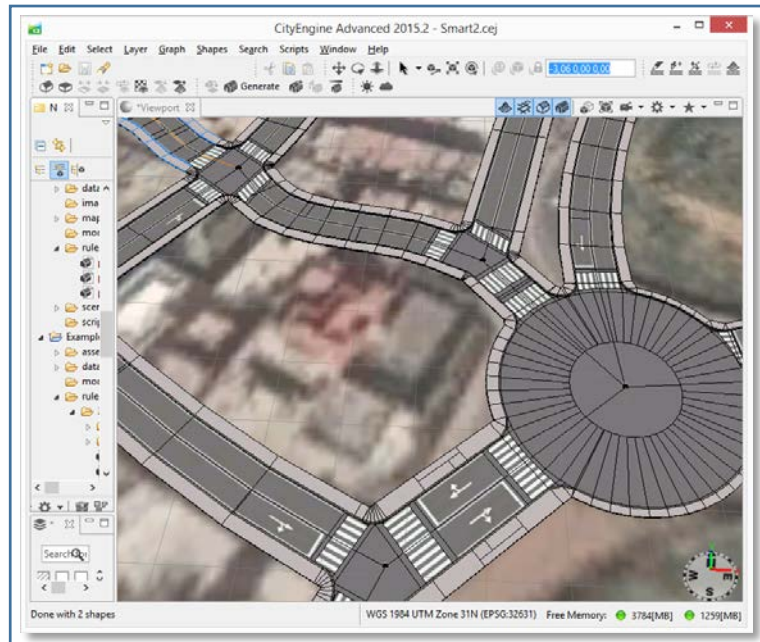 CityEngine Advanced 2015.2 - Smart2.cej
File Edit Select Layer Graph Shapes Search Scripts Window Help
-3,06 0,00 0,00
Generate
N
*Viewport
data
ima
map
mo
rule
scer
scrip
Exampl
asse
data
mo
rule
Search
N
W E
S
Done with 2 shapes WGS 1984 UTM Zone 31N (EPSG:32631) Free Memory: 3784[MB] 1259[MB]